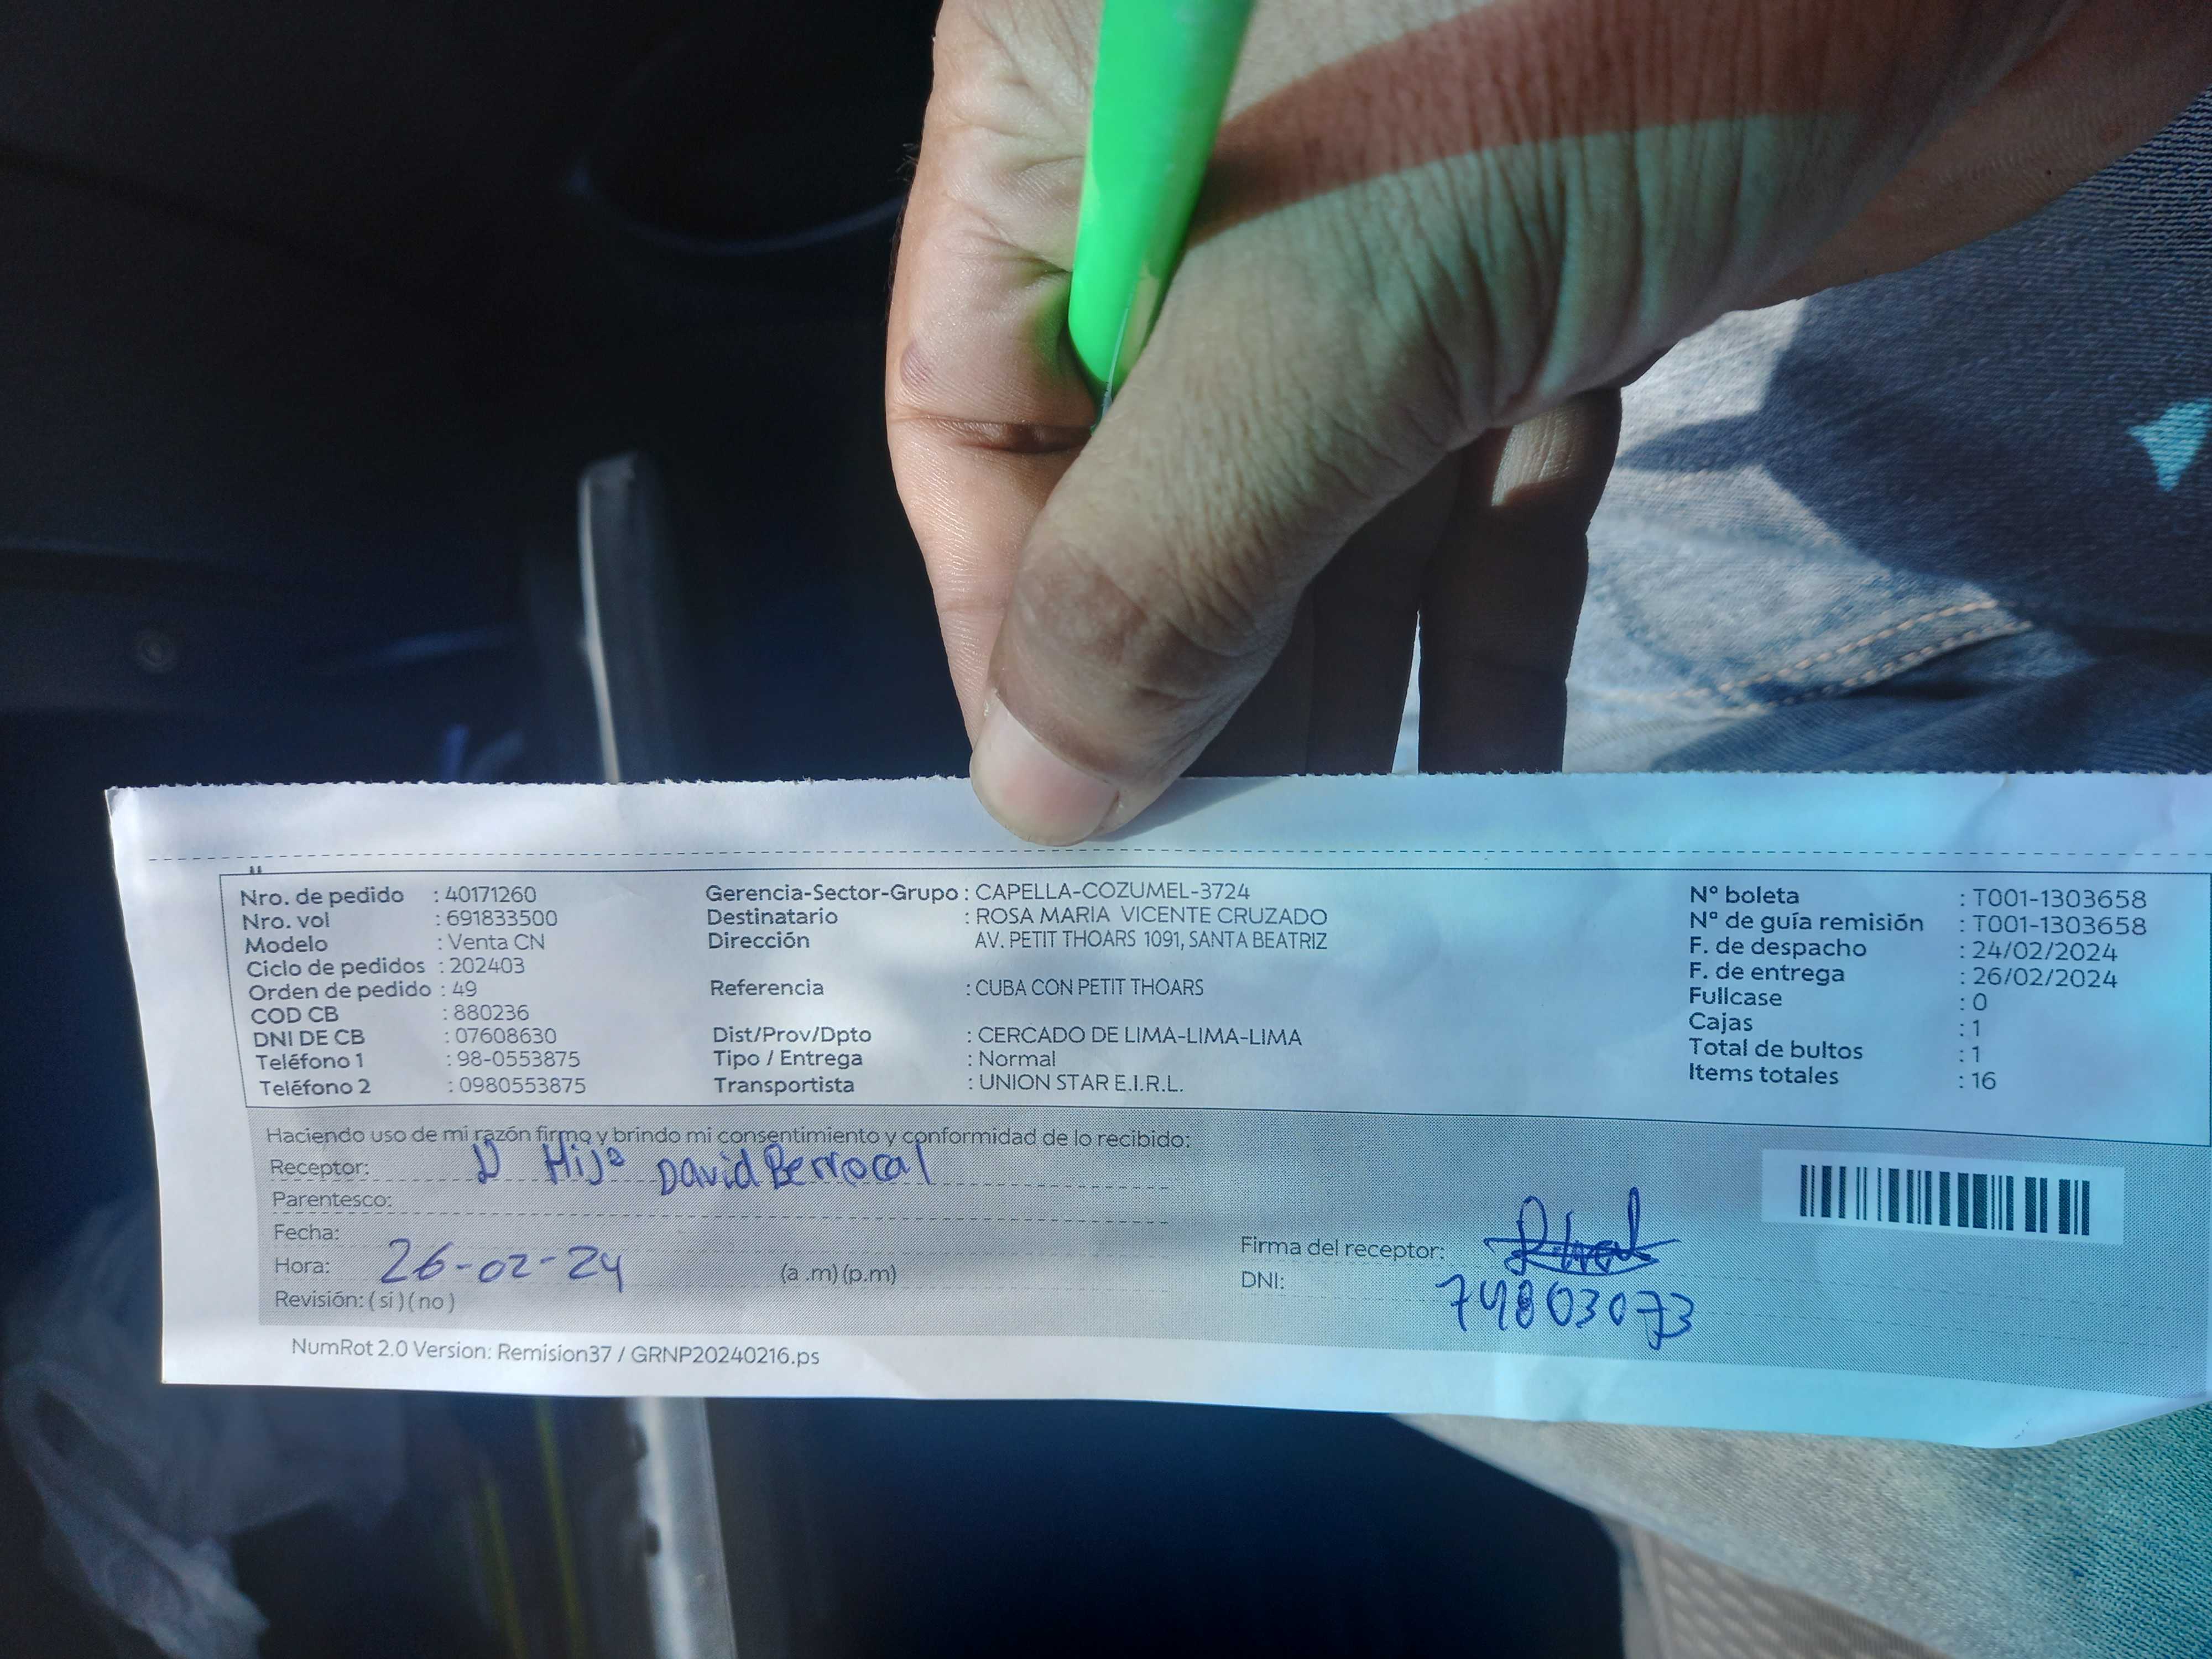 Nro. de pedido : 40171260
Nro. vol : 691833500
Modelo : Venta CN
Ciclo de pedidos : 202403
Orden de pedido : 49
COD CB : 880236
DNI DE CB : 07608630
Teléfono 1 : 98-0553875
Teléfono 2 : 0980553875
Gerencia-Sector-Grupo : CAPELLA-COZUMEL-3724
Destinatario : ROSA MARIA VICENTE CRUZADO
Dirección AV. PETIT THOARS 1091, SANTA BEATRIZ
Referencia : CUBA CON PETIT THOARS
Dist/Prov/Dpto : CERCADO DE LIMA-LIMA-LIMA
Tipo / Entrega : Normal
Transportista : UNION STAR E.I.R.L.
N° boleta : T001-1303658
Nª de guía remisión : T001-1303658
F. de despacho : 24/02/2024
F. de entrega : 26/02/2024
Fullcase : 0
Cajas : 1
Total de bultos : 1
Items totales : 16
Haciendo uso de mi razón firmo y brindo mi consentimiento y conformidad de lo recibido:
Receptor: Hijo David Berrocal
Parentesco:
Fecha:
Hora: 26-02-24 (a .m) (p.m)
Revisión: ( si ) ( no )
Firma del receptor:
DNI: 74803073
NumRot 2.0 Version: Remision37 / GRNP20240216.ps